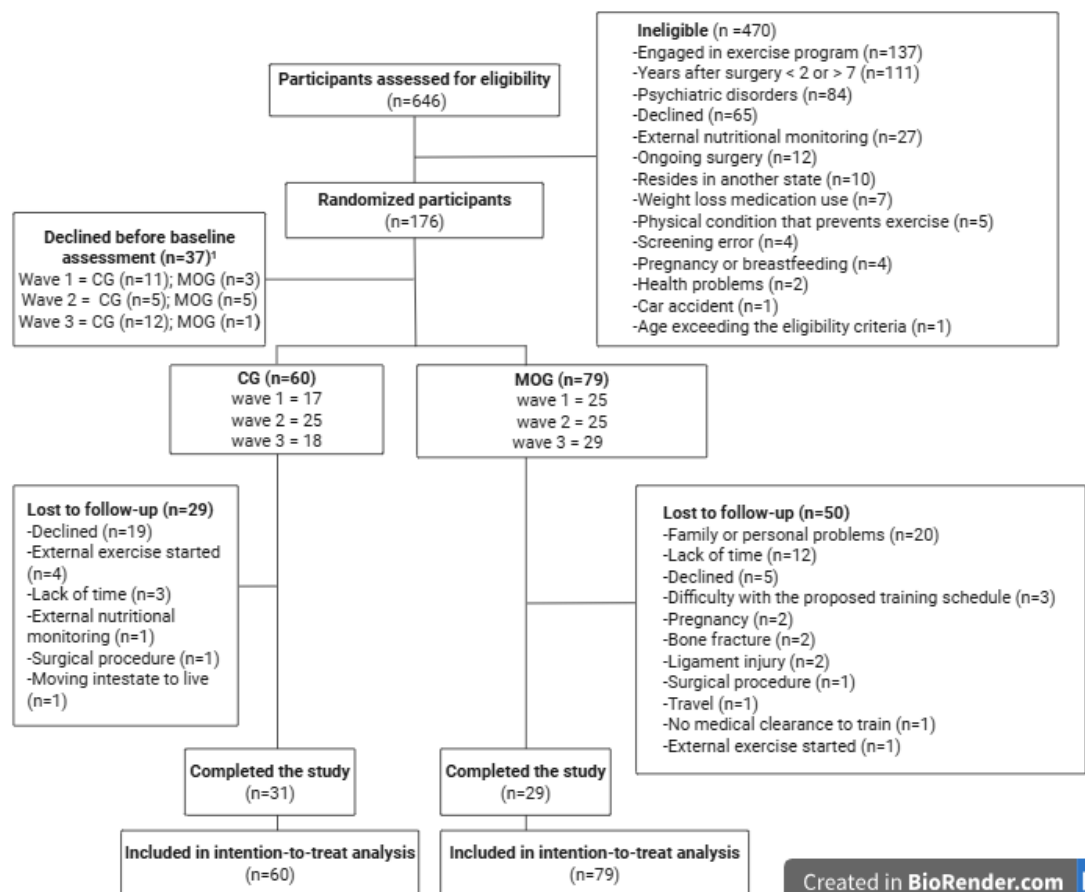 Participants assessed for eligibility
(n=646)
Ineligible (n =470)
-Engaged in exercise program (n=137)
-Years after surgery < 2 or > 7 (n=111)
-Psychiatric disorders (n=84)
-Declined (n=65)
-External nutritional monitoring (n=27)
-Ongoing surgery (n=12)
-Resides in another state (n=10)
-Weight loss medication use (n=7)
-Physical condition that prevents exercise (n=5)
-Screening error (n=4)
-Pregnancy or breastfeeding (n=4)
-Health problems (n=2)
-Car accident (n=1)
-Age exceeding the eligibility criteria (n=1)
Randomized participants
(n=176)
Declined before baseline
assessment (n=37)¹
Wave 1 = CG (n=11); MOG (n=3)
Wave 2 = CG (n=5); MOG (n=5)
Wave 3 = CG (n=12); MOG (n=1)
CG (n=60)
wave 1 = 17
wave 2 = 25
wave 3 = 18
MOG (n=79)
wave 1 = 25
wave 2 = 25
wave 3 = 29
Lost to follow-up (n=29)
-Declined (n=19)
-External exercise started
(n=4)
-Lack of time (n=3)
-External nutritional
monitoring (n=1)
-Surgical procedure (n=1)
-Moving intestate to live
(n=1)
Lost to follow-up (n=50)
-Family or personal problems (n=20)
-Lack of time (n=12)
-Declined (n=5)
-Difficulty with the proposed training schedule (n=3)
-Pregnancy (n=2)
-Bone fracture (n=2)
-Ligament injury (n=2)
-Surgical procedure (n=1)
-Travel (n=1)
-No medical clearance to train (n=1)
-External exercise started (n=1)
Completed the study
(n=31)
Completed the study
(n=29)
Included in intention-to-treat analysis
(n=60)
Included in intention-to-treat analysis
(n=79)
Created in BioRender.com